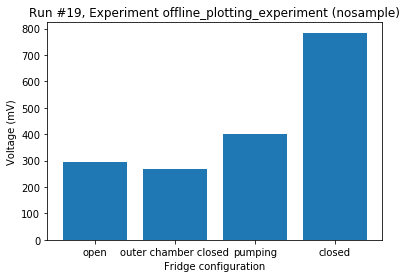 Run #19, Experiment offline_plotting_experiment (nosample)
800
700
600
500
400
300
200
100
0
Voltage (mV)
open outer chamber closed pumping closed
Fridge configuration